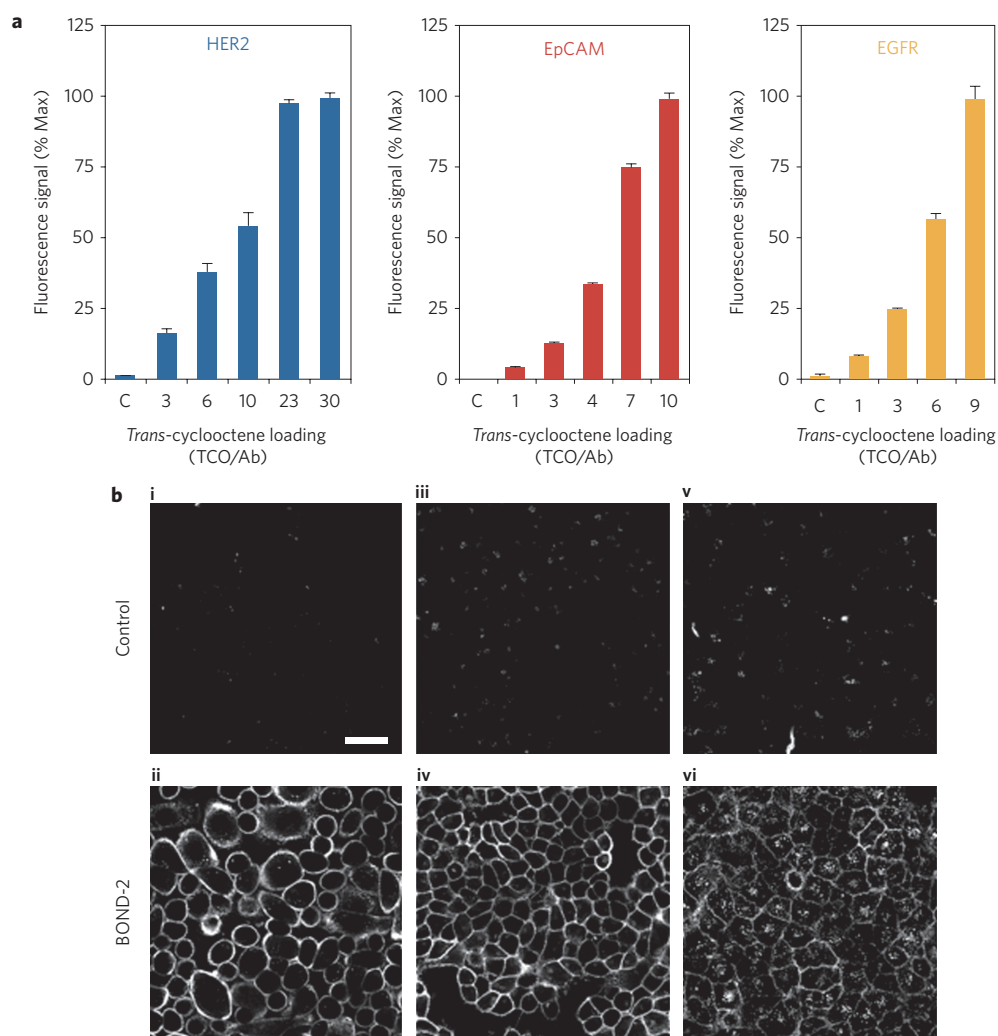 a
HER2
Fluorescence signal (% Max)
125
100
75
50
25
0
C 3 6 10 23 30
Trans-cyclooctene loading
(TCO/Ab)
EpCAM
Fluorescence signal (% Max)
125
100
75
50
25
0
C 1 3 4 7 10
Trans-cyclooctene loading
(TCO/Ab)
EGFR
Fluorescence signal (% Max)
125
100
75
50
25
0
C 1 3 6 9
Trans-cyclooctene loading
(TCO/Ab)
b
i iii v
Control
ii iv vi
BOND-2